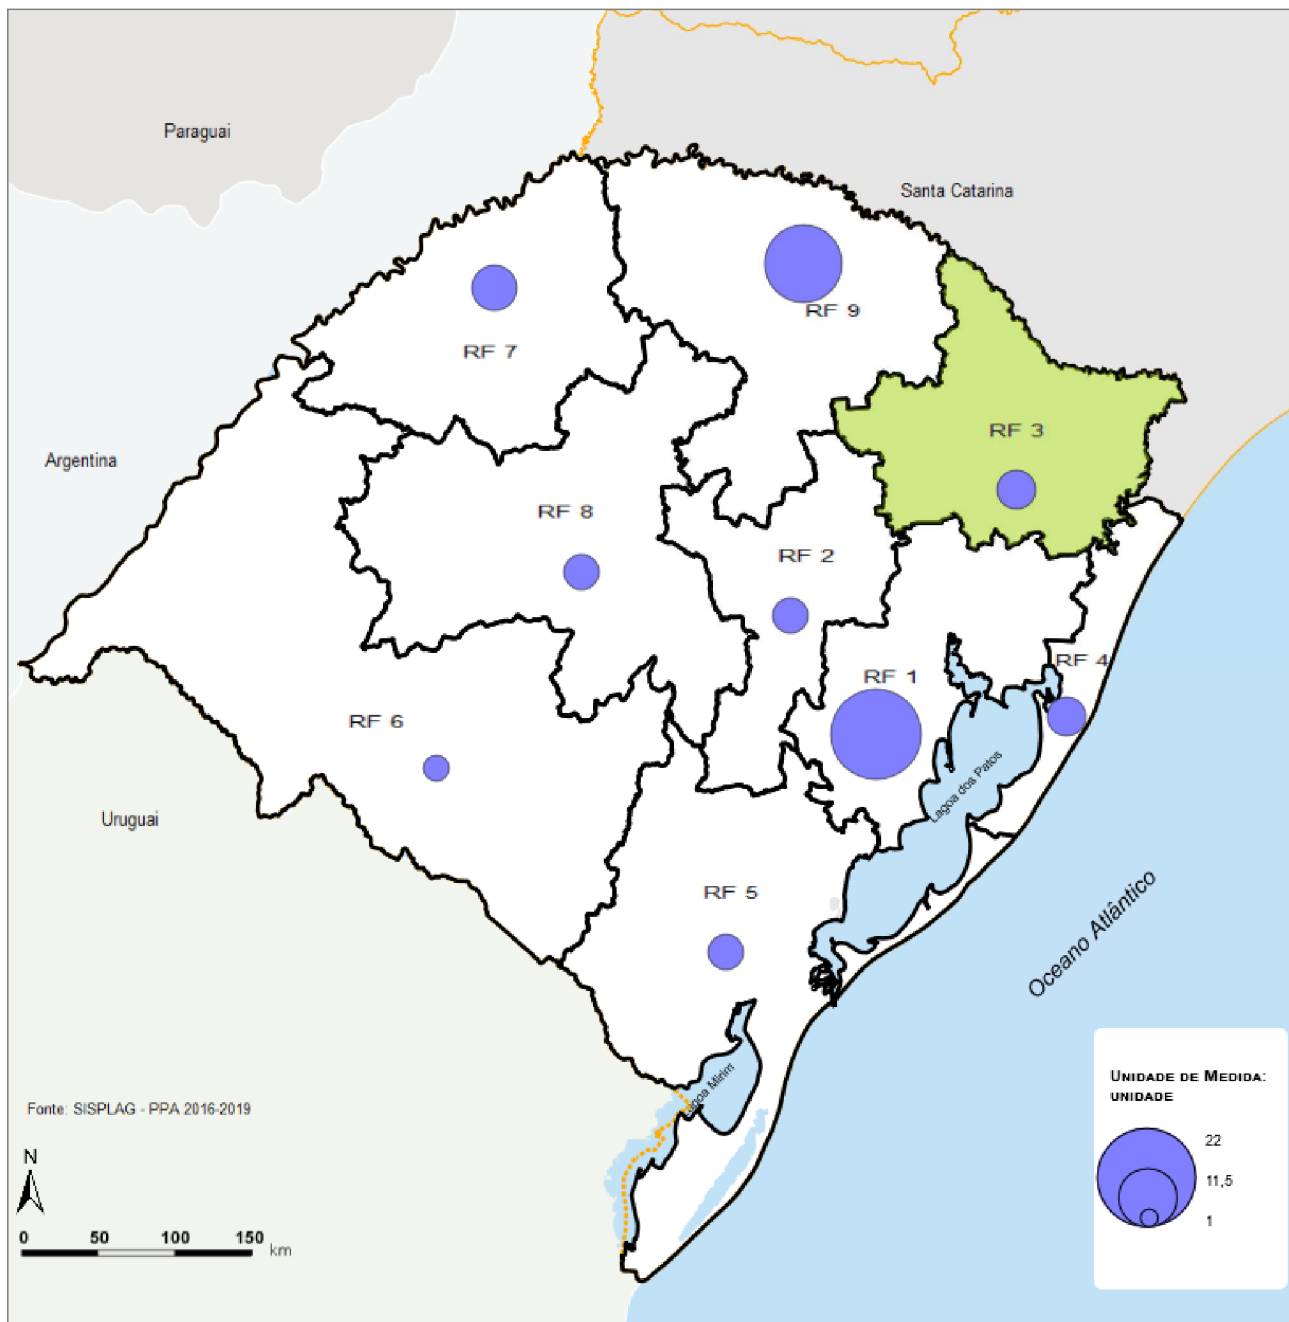 Paraguai
Santa Catarina
RF 9
RF 7
RF 3
Argentina
RF 8
RF 2
RF 4
RF 1
RF 6
Lagoa dos Patos
Uruguai
RF 5
Oceano Atlântico
Lagoa Mirim
Fonte: SISPLAG - PPA 2016-2019
N
0 50 100 150 km
UNIDADE DE MEDIDA:
UNIDADE
22
11,5
1